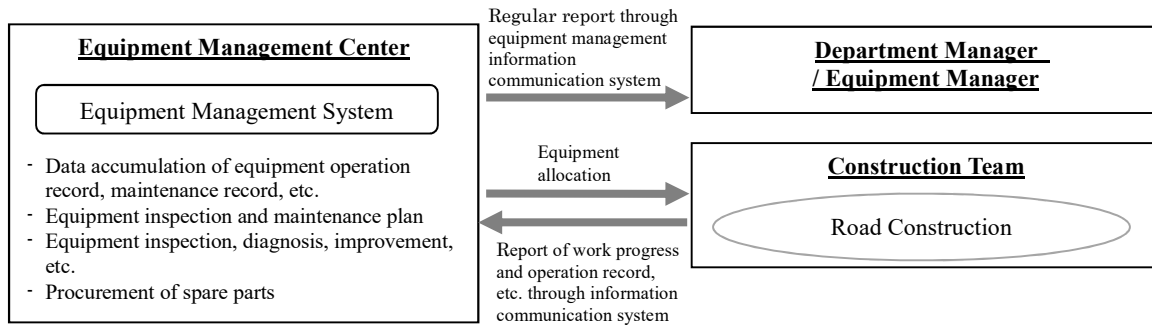 Equipment Management Center
Equipment Management System
- Data accumulation of equipment operation
record, maintenance record, etc.
- Equipment inspection and maintenance plan
- Equipment inspection, diagnosis, improvement,
etc.
- Procurement of spare parts
Regular report through
equipment management
information
communication system
Equipment
allocation
Report of work progress
and operation record,
etc. through information
communication system
Department Manager
/ Equipment Manager
Construction Team
Road Construction